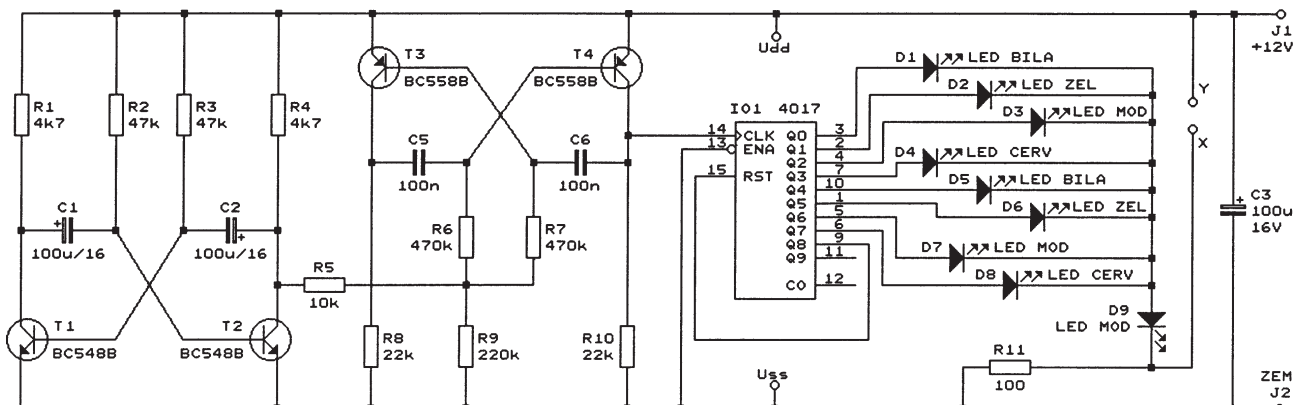 J1
+12V
Udd
T3
BC558B
T4
BC558B
D1 LED BILA
D2 LED ZEL
D3 LED MOD
D4 LED CERV
D5 LED BILA
D6 LED ZEL
D7 LED MOD
D8 LED CERV
D9
LED MOD
Y
X
R1
4k7
R2
47k
R3
47k
R4
4k7
IO1 4017
14 CLK Q0 3
13 ENA Q1 2
Q2 4
15 RST Q3 7
Q4 10
Q5 1
Q6 5
Q7 6
Q8 9
Q9 11
CO 12
C5
100n
C6
100n
C1
+
100u/16
C2
+
100u/16
R6
470k
R7
470k
C3
+
100u
16V
R5
10k
T1
BC548B
T2
BC548B
R8
22k
R9
220k
R10
22k
R11
100
Uss
ZEM
J2